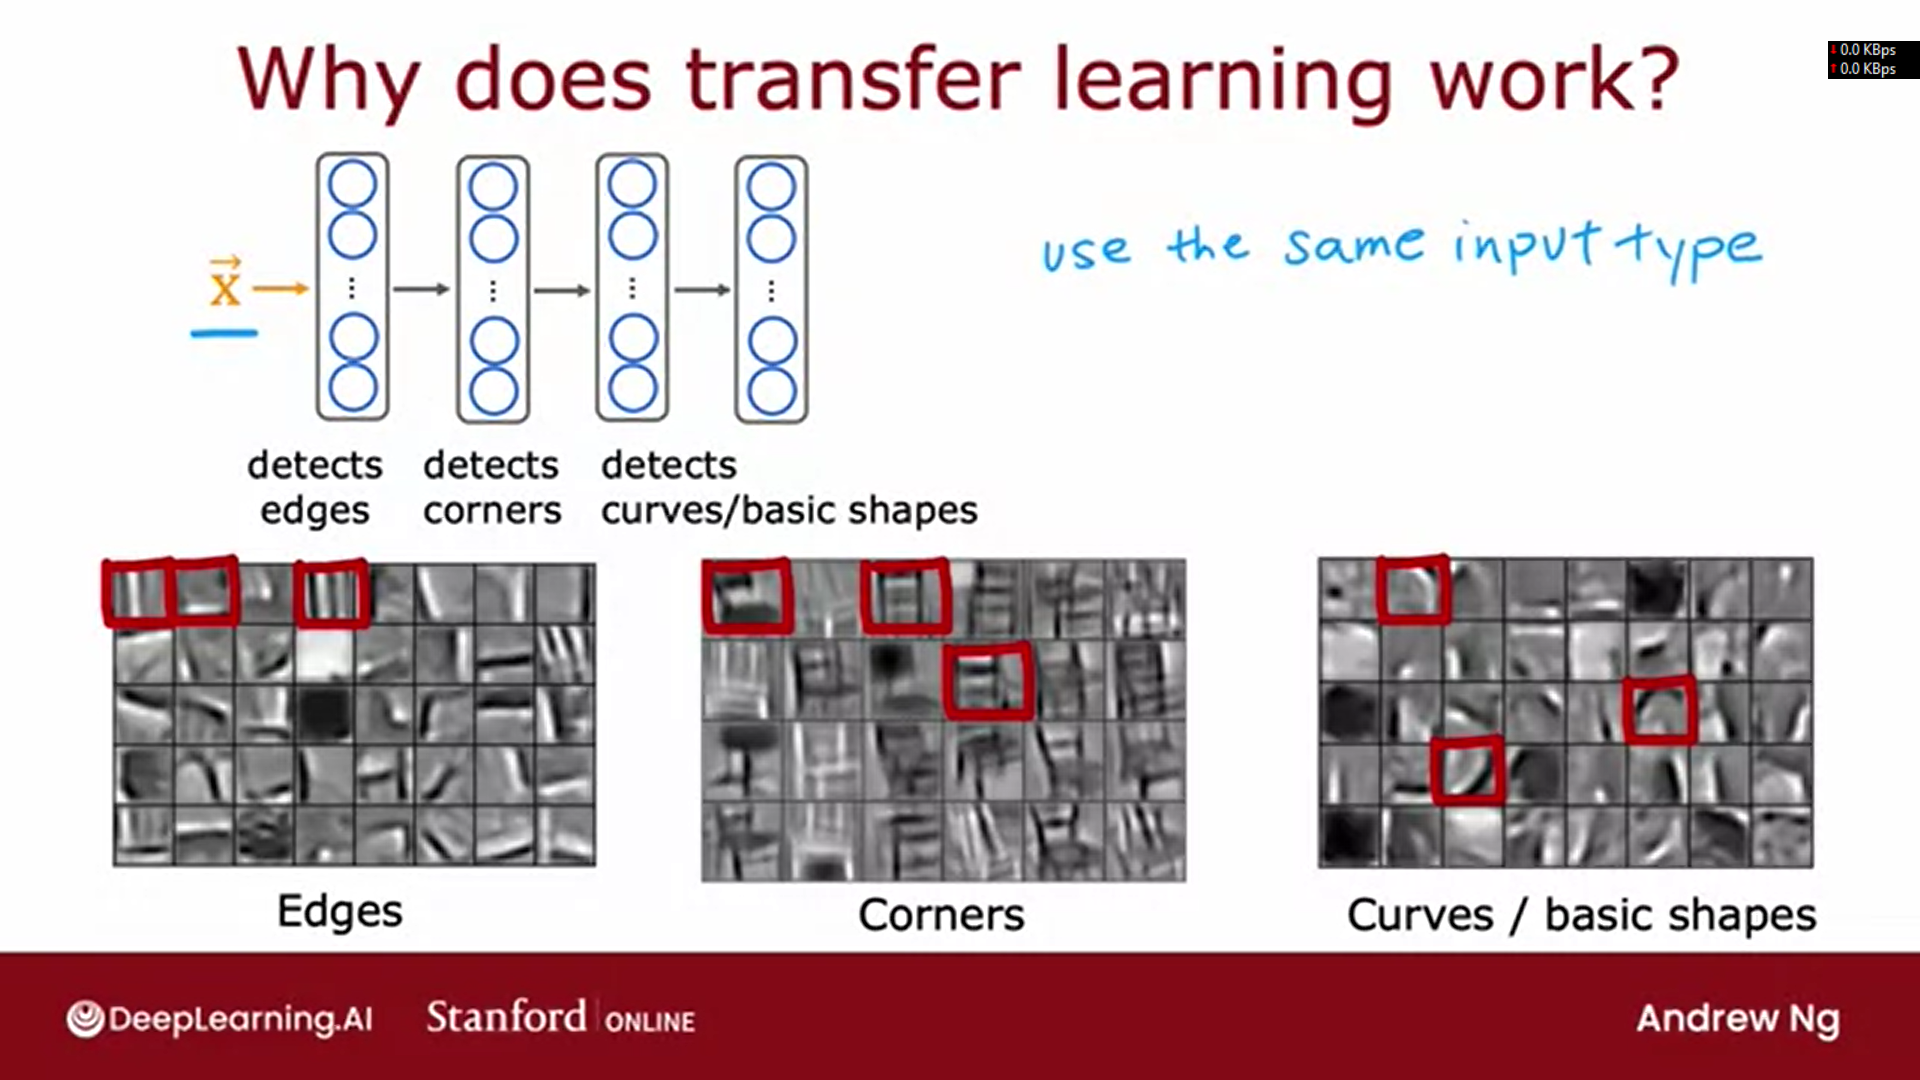 Why does transfer learning work?
0.0 KBps
0.0 KBps
x
use the same input type
detects edges
detects corners
detects curves/basic shapes
Edges
Corners
Curves / basic shapes
DeepLearning.AI
Stanford ONLINE
Andrew Ng